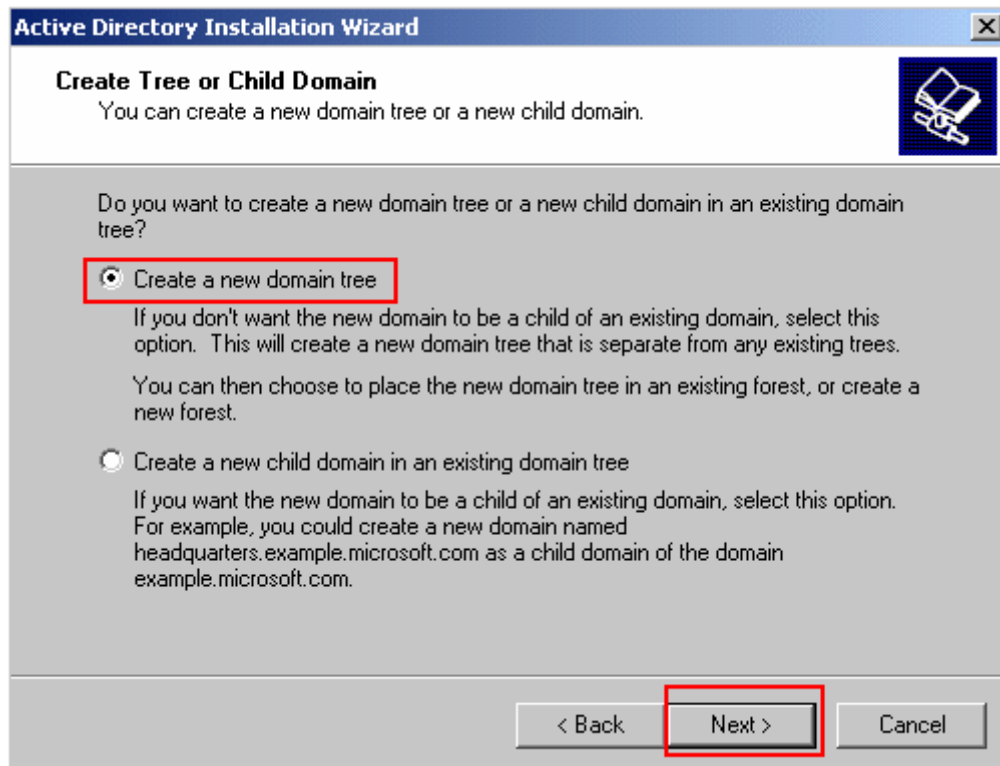 Active Directory Installation Wizard
Create Tree or Child Domain
You can create a new domain tree or a new child domain.
Do you want to create a new domain tree or a new child domain in an existing domain
tree?
Create a new domain tree
If you don't want the new domain to be a child of an existing domain, select this
option.  This will create a new domain tree that is separate from any existing trees.
You can then choose to place the new domain tree in an existing forest, or create a
new forest.
Create a new child domain in an existing domain tree
If you want the new domain to be a child of an existing domain, select this option.
For example, you could create a new domain named
headquarters.example.microsoft.com as a child domain of the domain
example.microsoft.com.
< Back Next > Cancel